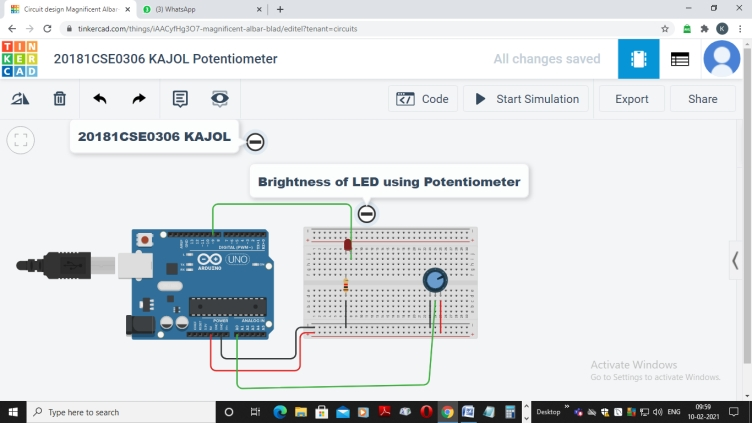 Circuit design Magnificent Albar
(3) WhatsApp
tinkercad.com/things/iAACyfHg3O7-magnificent-albar-blad/editel?tenant=circuits
K
TIN
KER
CAD
20181CSE0306 KAJOL Potentiometer
All changes saved
Code
Start Simulation
Export
Share
20181CSE0306 KAJOL
Brightness of LED using Potentiometer
DIGITAL (PWM~)
UNO
ARDUINO
POWER
ANALOG IN
Activate Windows
Go to Settings to activate Windows.
Type here to search
Desktop
ENG
09:59
10-02-2021